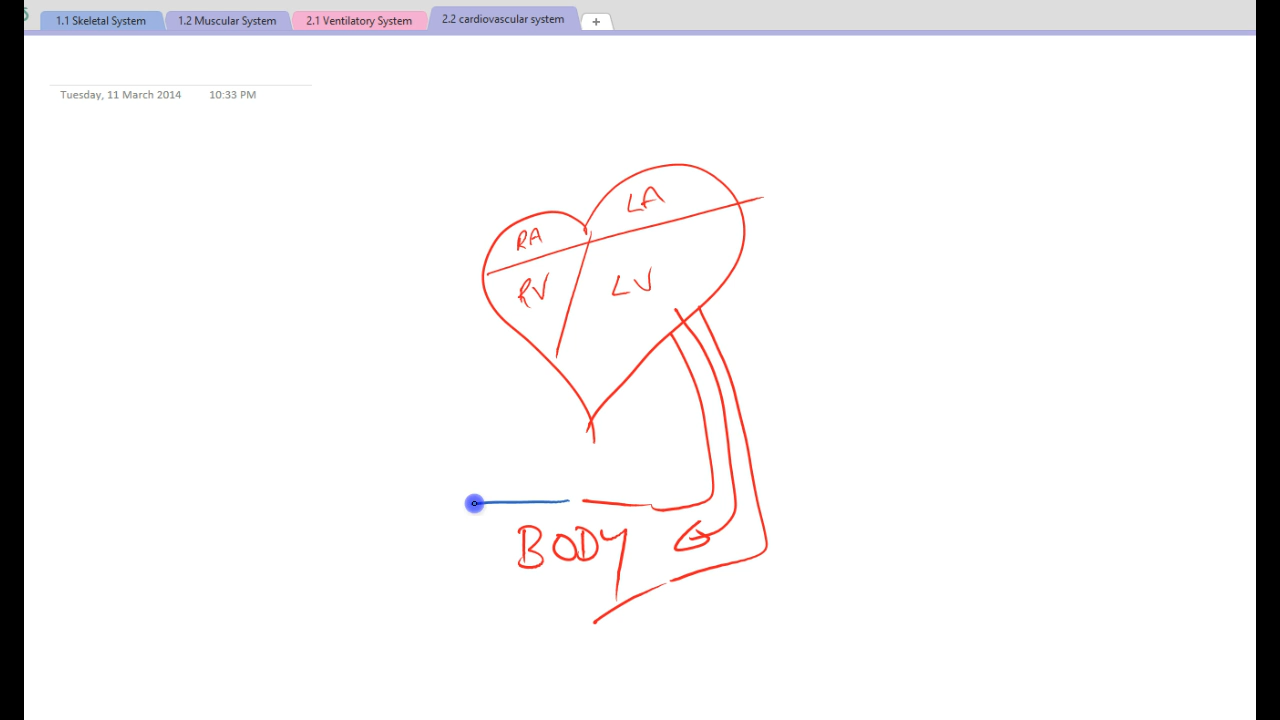 1.1 Skeletal System
1.2 Muscular System
2.1 Ventilatory System
2.2 cardiovascular system
+
Tuesday, 11 March 2014 10:33 PM
LA
RA
LV
RV
BODY